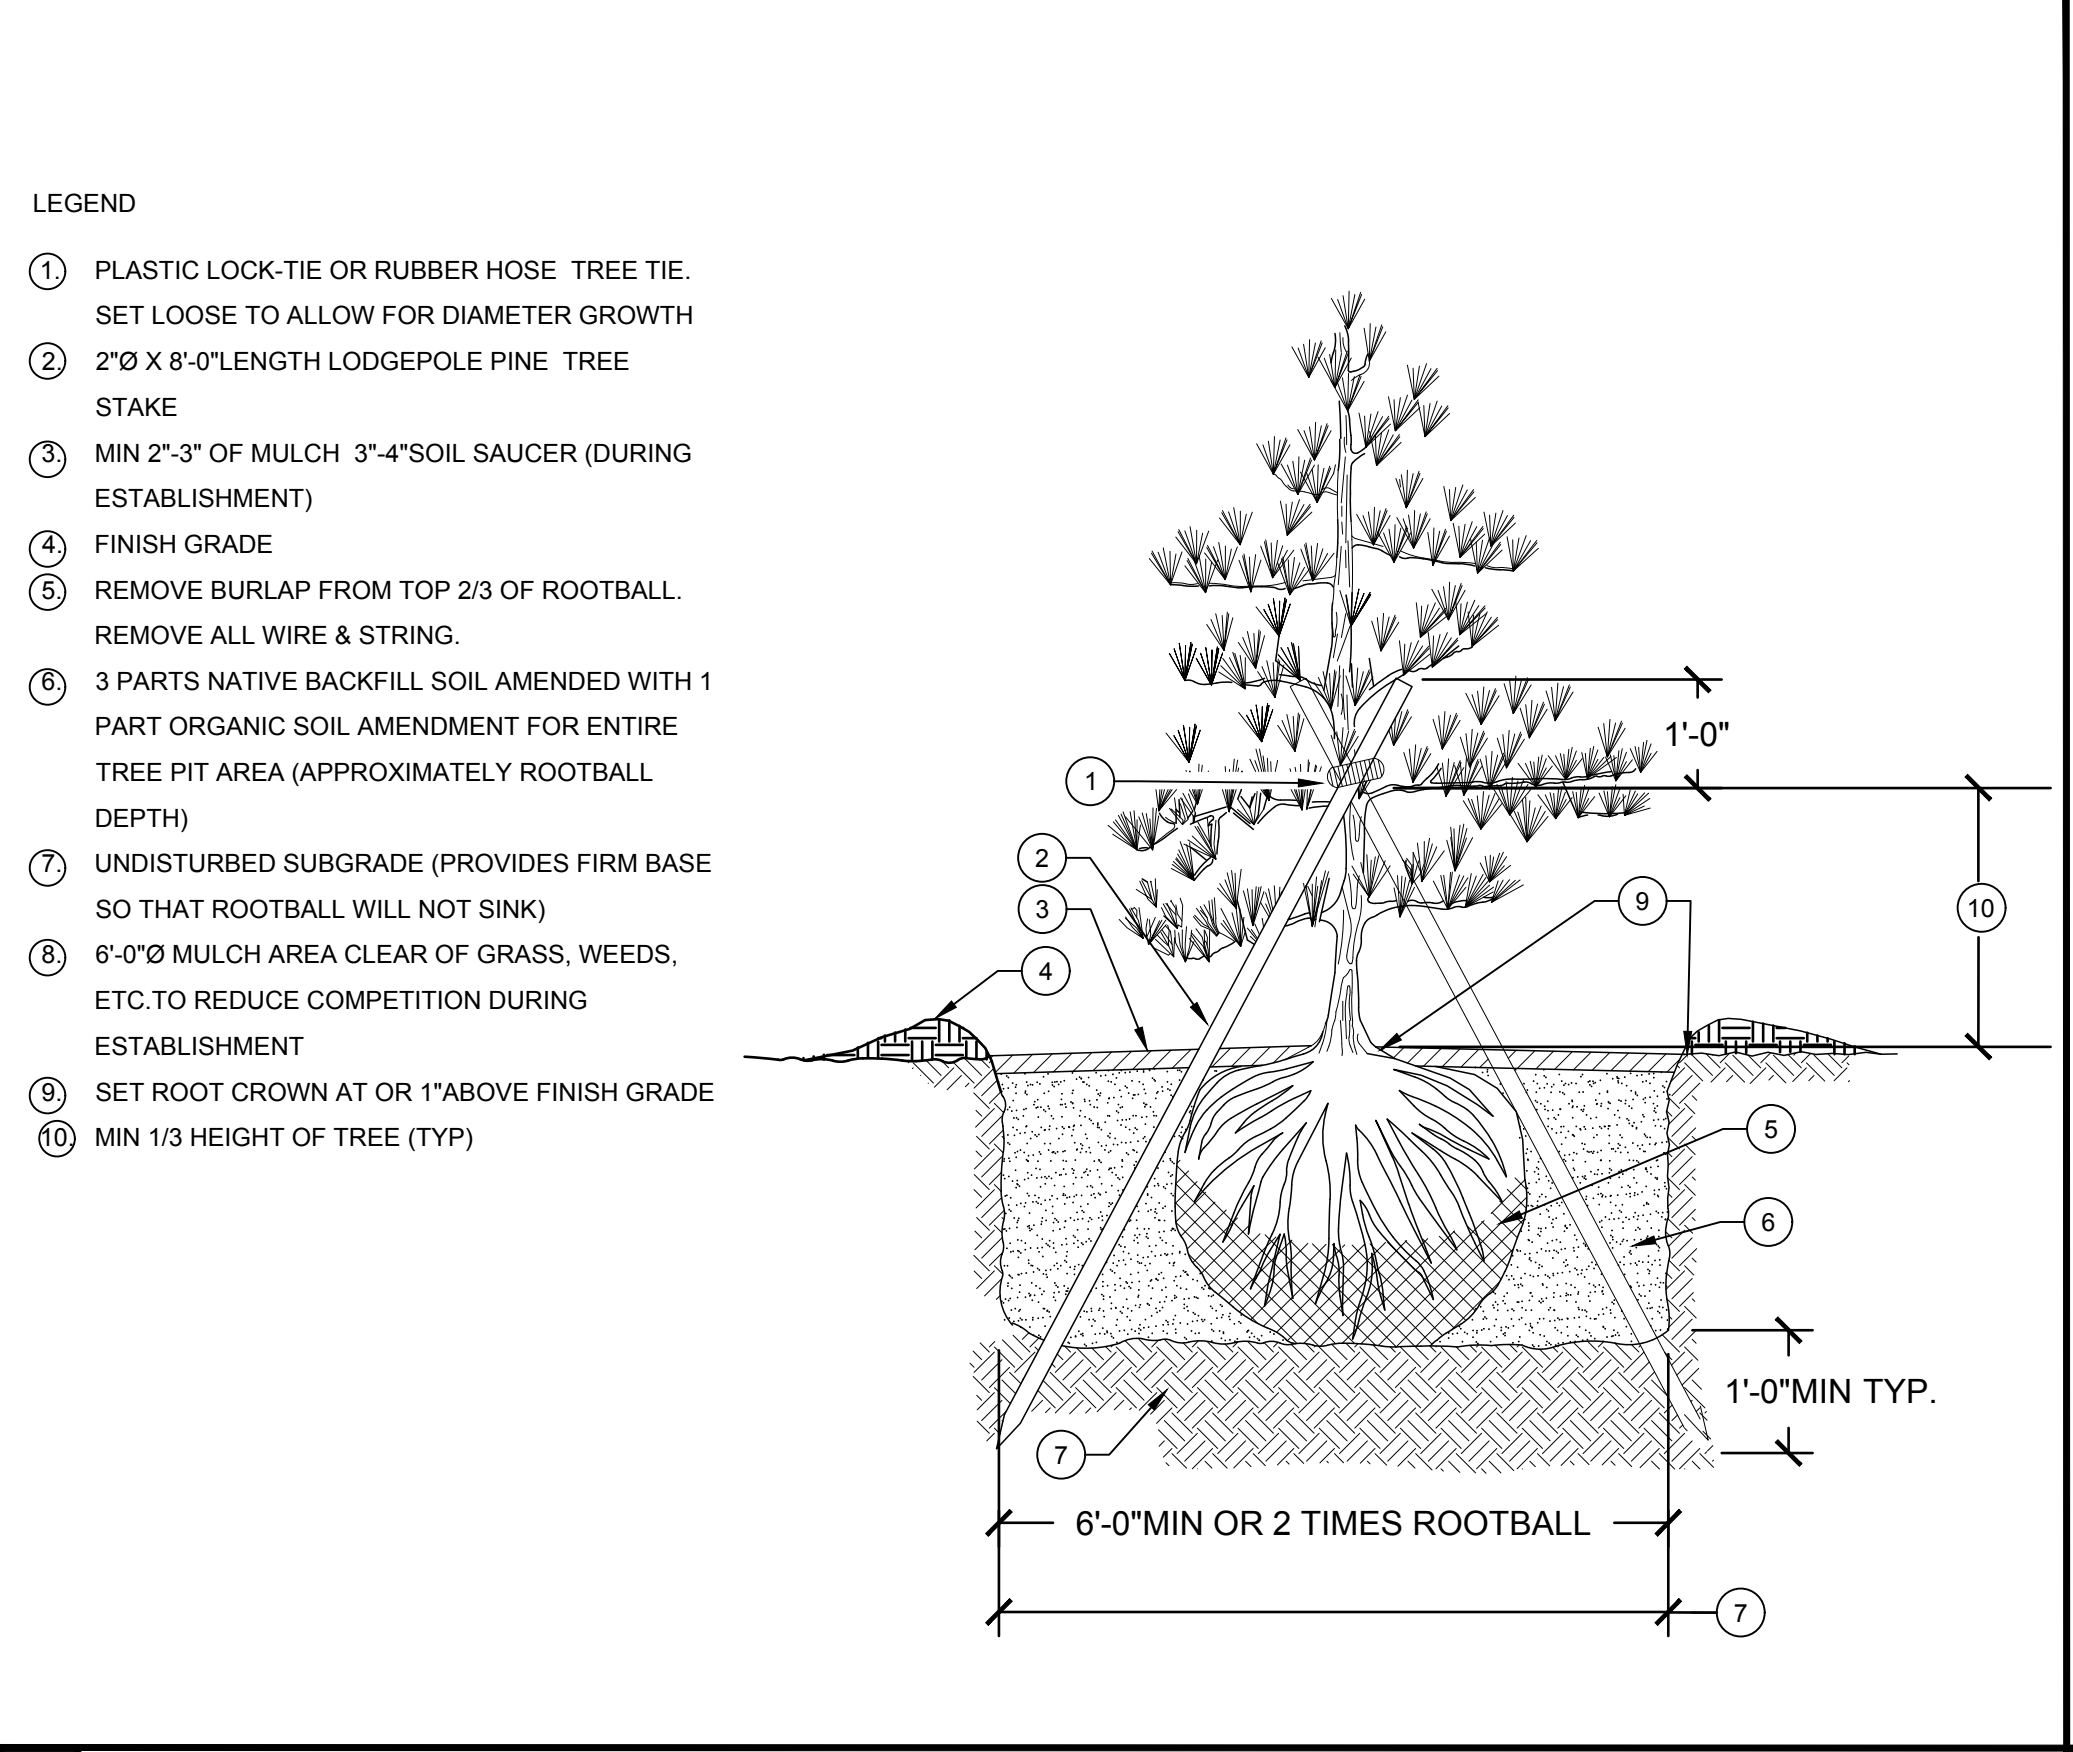 LEGEND
1. PLASTIC LOCK-TIE OR RUBBER HOSE TREE TIE.
SET LOOSE TO ALLOW FOR DIAMETER GROWTH
2. 2"Ø X 8'-0"LENGTH LODGEPOLE PINE TREE
STAKE
3. MIN 2"-3" OF MULCH 3"-4"SOIL SAUCER (DURING
ESTABLISHMENT)
4. FINISH GRADE
5. REMOVE BURLAP FROM TOP 2/3 OF ROOTBALL.
REMOVE ALL WIRE & STRING.
6. 3 PARTS NATIVE BACKFILL SOIL AMENDED WITH 1
PART ORGANIC SOIL AMENDMENT FOR ENTIRE
TREE PIT AREA (APPROXIMATELY ROOTBALL
DEPTH)
7. UNDISTURBED SUBGRADE (PROVIDES FIRM BASE
SO THAT ROOTBALL WILL NOT SINK)
8. 6'-0"Ø MULCH AREA CLEAR OF GRASS, WEEDS,
ETC.TO REDUCE COMPETITION DURING
ESTABLISHMENT
9. SET ROOT CROWN AT OR 1"ABOVE FINISH GRADE
10. MIN 1/3 HEIGHT OF TREE (TYP)
1'-0"
1
2
3
9
10
4
5
6
1'-0"MIN TYP.
7
6'-0"MIN OR 2 TIMES ROOTBALL
7